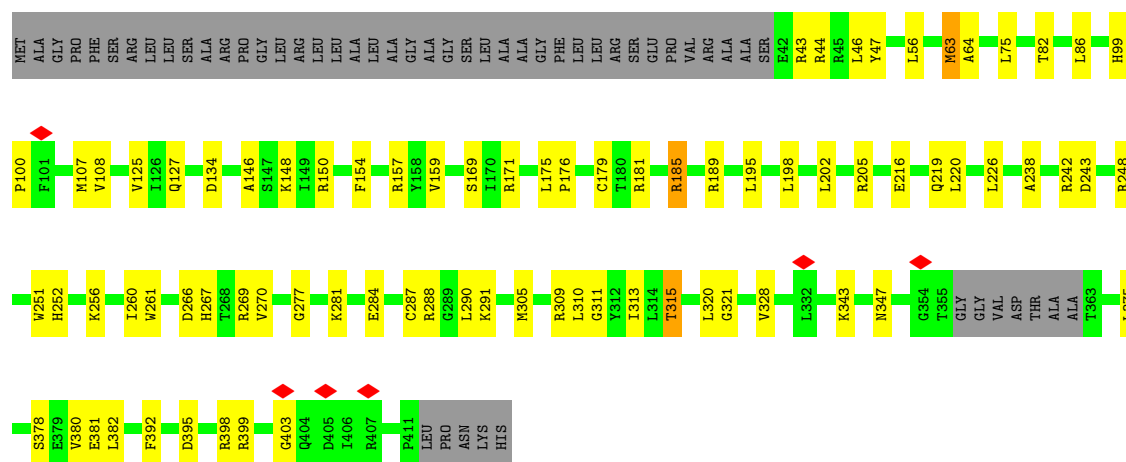 MET ALA GLY PRO PHE SER ARG LEU LEU SER ALA ARG PRO GLY LEU ARG LEU LEU ALA LEU ALA GLY ALA GLY SER LEU ALA ALA GLY PHE LEU LEU ARG SER GLU PRO VAL ARG ALA ALA SER E42 R43 R44 R45 L46 Y47 L56 M63 A64 L75 T82 L86 H99
P100 F101 M107 V108 V125 I126 Q127 D134 A146 S147 K148 I149 R150 F154 R157 Y158 V159 S169 I170 R171 L175 P176 C179 T180 R181 R185 R189 L195 L198 L202 R205 E216 Q219 L220 L226 A238 R242 D243 R248
W251 H252 K256 I260 W261 D266 H267 T268 R269 V270 G277 K281 E284 C287 R288 G289 L290 K291 M305 R309 L310 G311 Y312 I313 L314 T315 L320 G321 V328 L332 K343 N347 G354 T355 GLY GLY VAL ASP THR ALA ALA T363
S378 E379 V380 E381 L382 F392 D395 R398 R399 G403 Q404 D405 I406 R407 P411 LEU PRO ASN LYS HIS